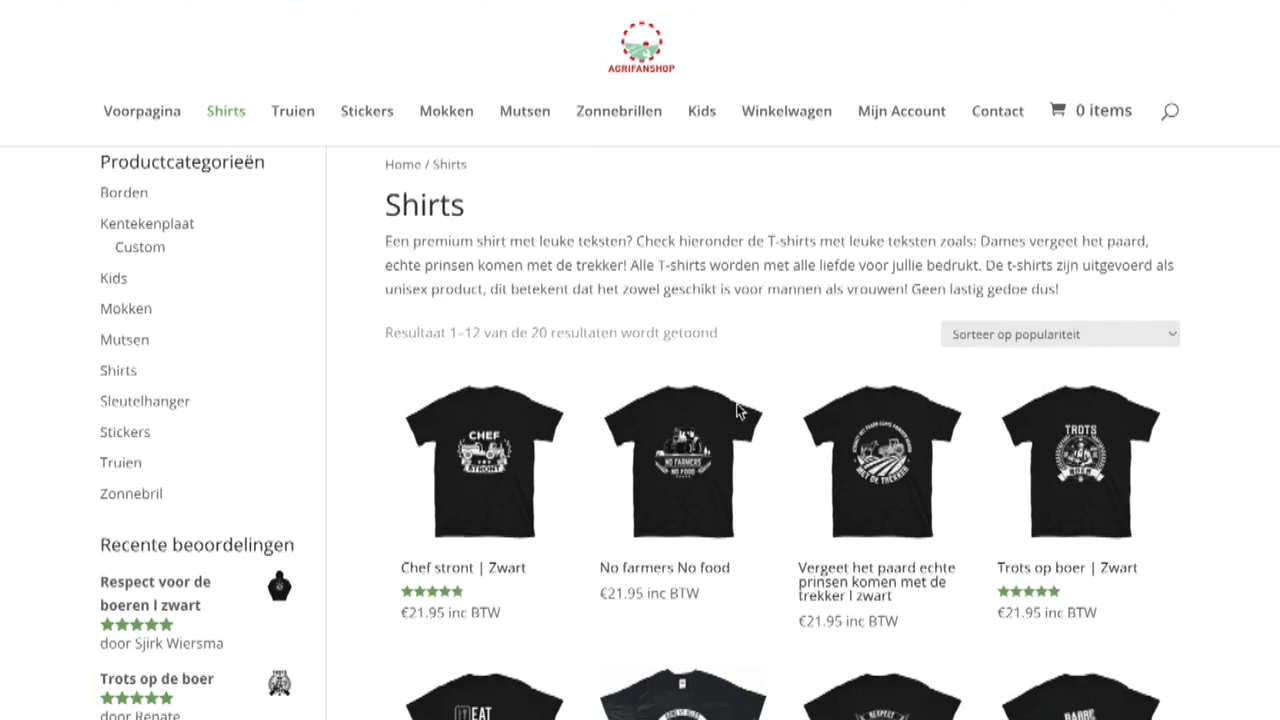 AGRIFANSHOP
Voorpagina Shirts Truien Stickers Mokken Mutsen Zonnebrillen Kids Winkelwagen Mijn Account Contact 0 items
Productcategorieën
Borden
Kentekenplaat
Custom
Kids
Mokken
Mutsen
Shirts
Sleutelhanger
Stickers
Truien
Zonnebril
Recente beoordelingen
Respect voor de
boeren l zwart
door Sjirk Wiersma
Trots op de boer
door Renate
Home / Shirts
Shirts
Een premium shirt met leuke teksten? Check hieronder de T-shirts met leuke teksten zoals: Dames vergeet het paard,
echte prinsen komen met de trekker! Alle T-shirts worden met alle liefde voor jullie bedrukt. De t-shirts zijn uitgevoerd als
unisex product, dit betekent dat het zowel geschikt is voor mannen als vrouwen! Geen lastig gedoe dus!
Resultaat 1–12 van de 20 resultaten wordt getoond
Sorteer op populariteit
CHEF
STRONT
NO FARMERS
NO FOOD
MET DE TREKKER
TROTS
BOER
Chef stront | Zwart
€21.95 inc BTW
No farmers No food
€21.95 inc BTW
Vergeet het paard echte
prinsen komen met de
trekker l zwart
€21.95 inc BTW
Trots op boer | Zwart
€21.95 inc BTW
EAT
RESPECT